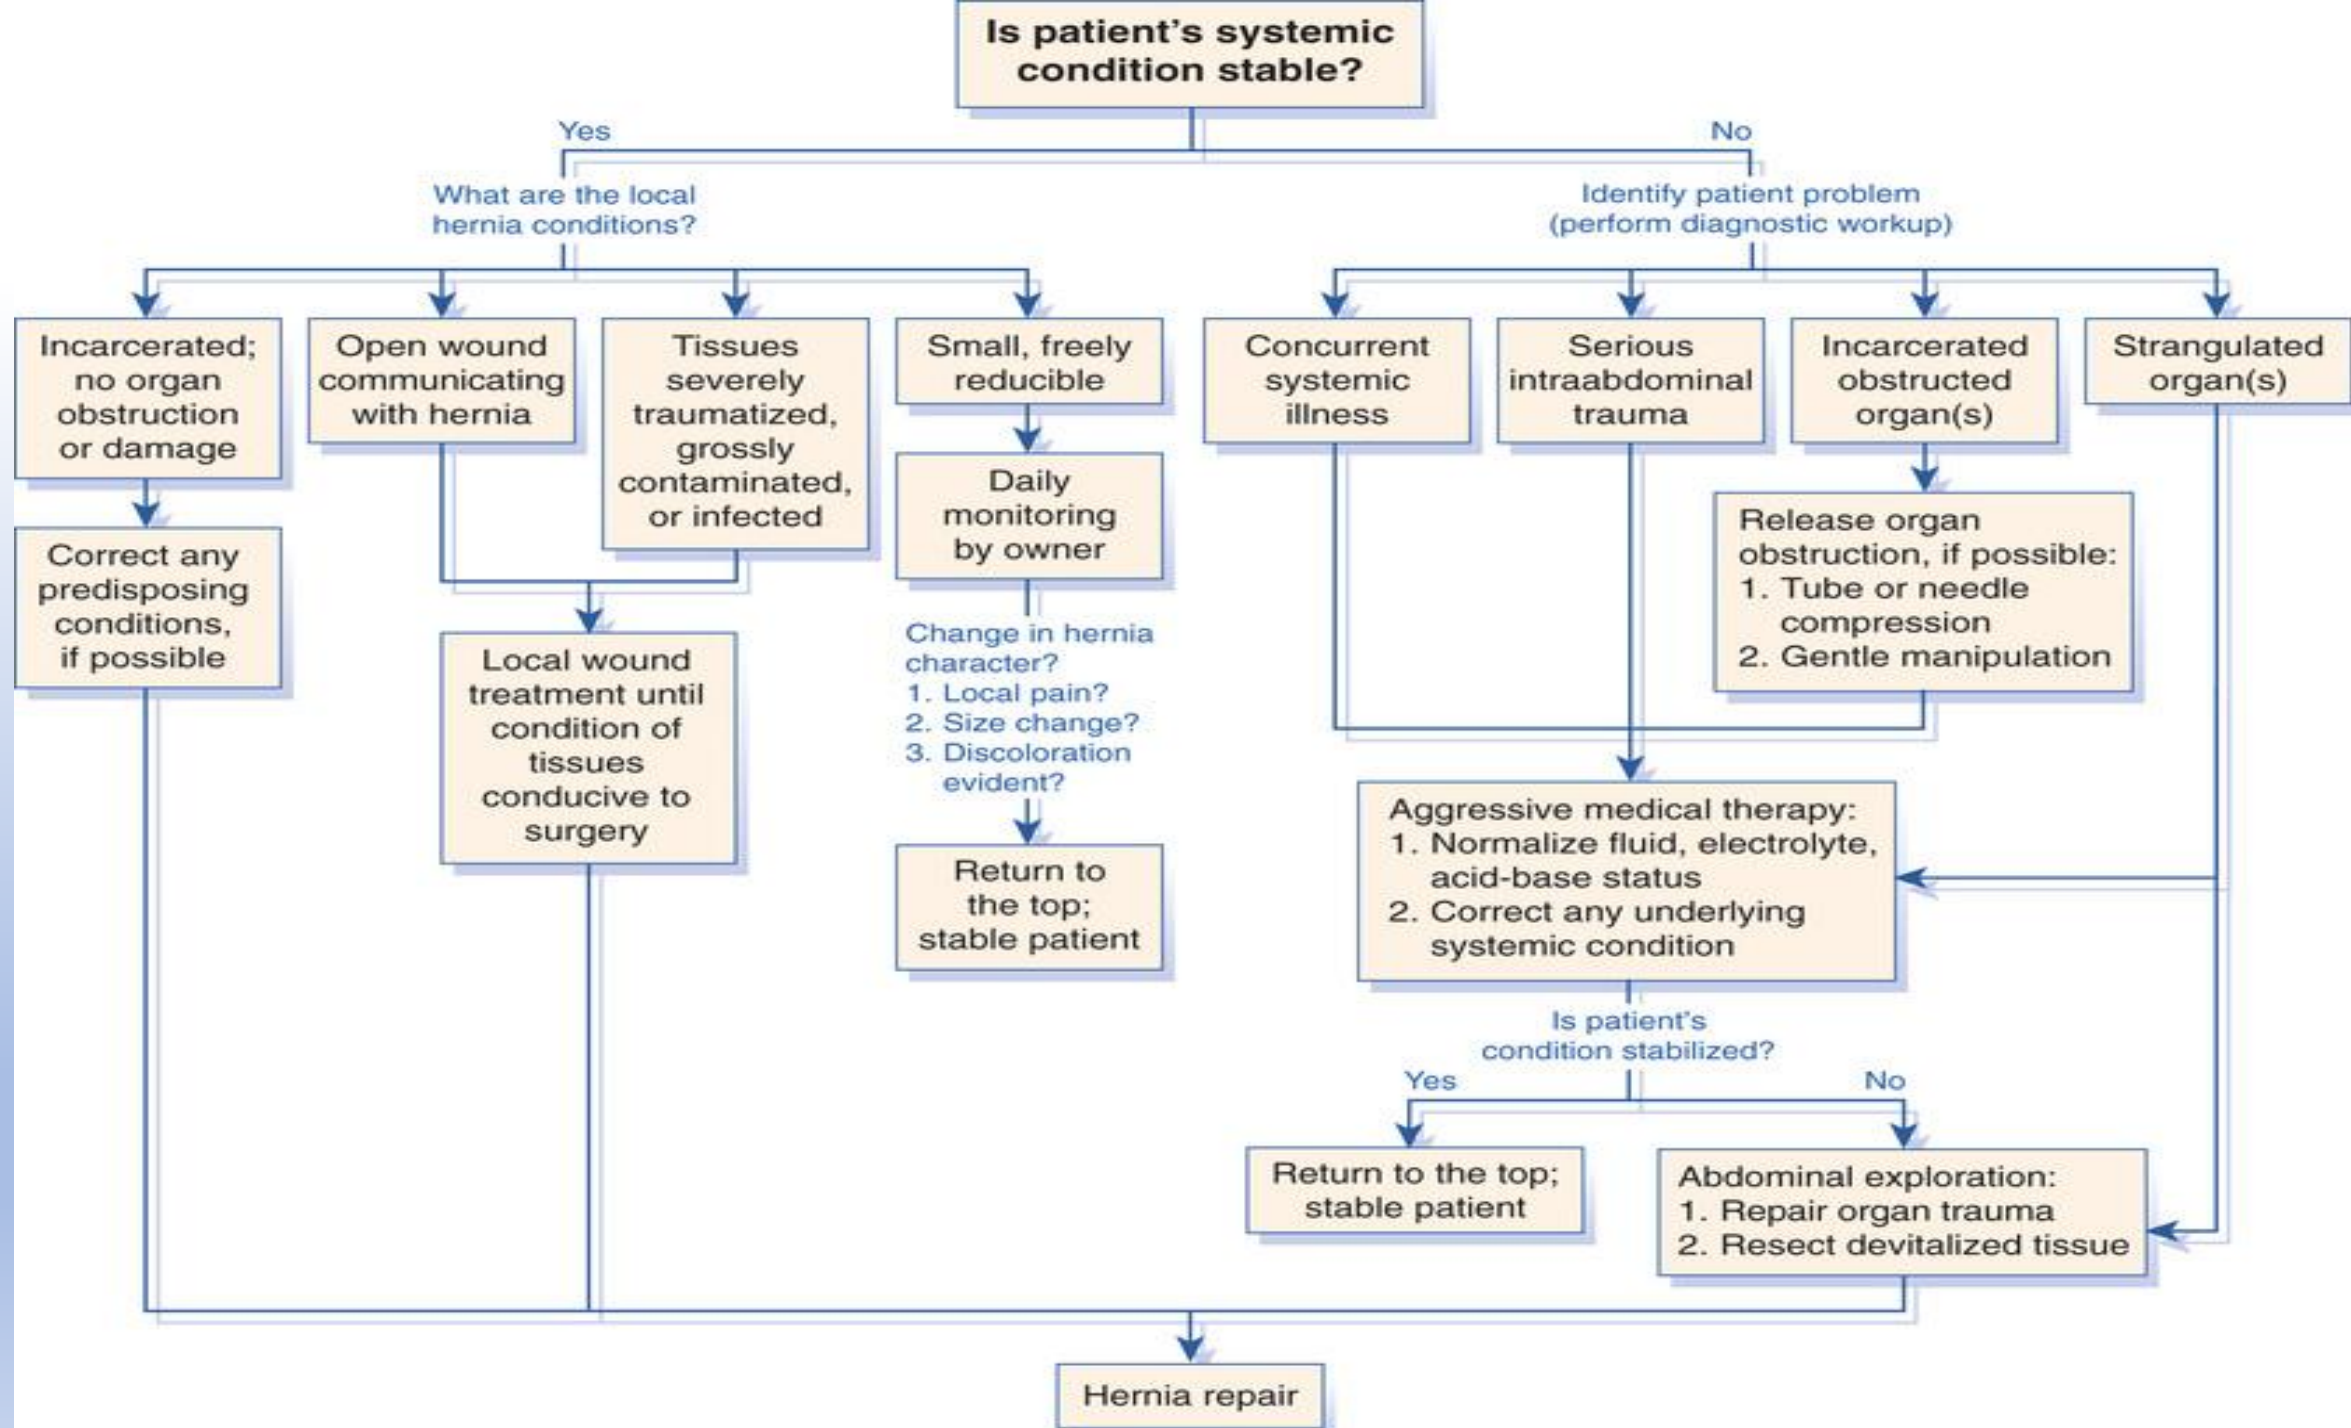 Is patient's systemic
condition stable?
Yes
No
What are the local
hernia conditions?
Identify patient problem
(perform diagnostic workup)
Incarcerated;
no organ
obstruction
or damage
Open wound
communicating
with hernia
Tissues
severely
traumatized,
grossly
contaminated,
or infected
Small, freely
reducible
Concurrent
systemic
illness
Serious
intraabdominal
trauma
Incarcerated
obstructed
organ(s)
Strangulated
organ(s)
Correct any
predisposing
conditions,
if possible
Local wound
treatment until
condition of
tissues
conducive to
surgery
Daily
monitoring
by owner
Change in hernia
character?
1. Local pain?
2. Size change?
3. Discoloration
evident?
Return to
the top;
stable patient
Release organ
obstruction, if possible:
1. Tube or needle
compression
2. Gentle manipulation
Aggressive medical therapy:
1. Normalize fluid, electrolyte,
acid-base status
2. Correct any underlying
systemic condition
Is patient's
condition stabilized?
Yes
No
Return to the top;
stable patient
Abdominal exploration:
1. Repair organ trauma
2. Resect devitalized tissue
Hernia repair